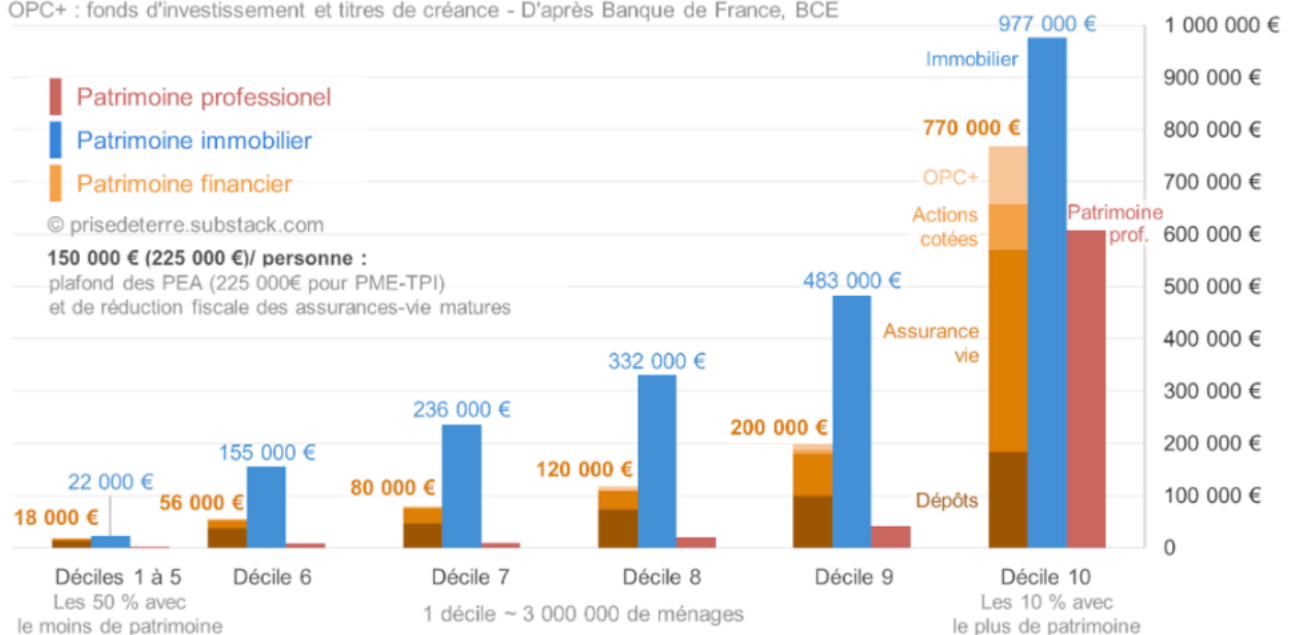 OPC+ : fonds d'investissement et titres de créance - D'après Banque de France, BCE
Patrimoine professionel
Patrimoine immobilier
Patrimoine financier
© prisedeterre.substack.com
150 000 € (225 000 €)/ personne :
plafond des PEA (225 000€ pour PME-TPI)
et de réduction fiscale des assurances-vie matures
977 000 €
Immobilier
770 000 €
OPC+
Actions
cotées
Patrimoine
prof.
Assurance
vie
Dépôts
483 000 €
200 000 €
332 000 €
120 000 €
236 000 €
80 000 €
155 000 €
56 000 €
22 000 €
18 000 €
1 000 000 €
900 000 €
800 000 €
700 000 €
600 000 €
500 000 €
400 000 €
300 000 €
200 000 €
100 000 €
0
Déciles 1 à 5
Les 50 % avec
le moins de patrimoine
Décile 6
Décile 7
Décile 8
Décile 9
Décile 10
Les 10 % avec
le plus de patrimoine
1 décile ~ 3 000 000 de ménages